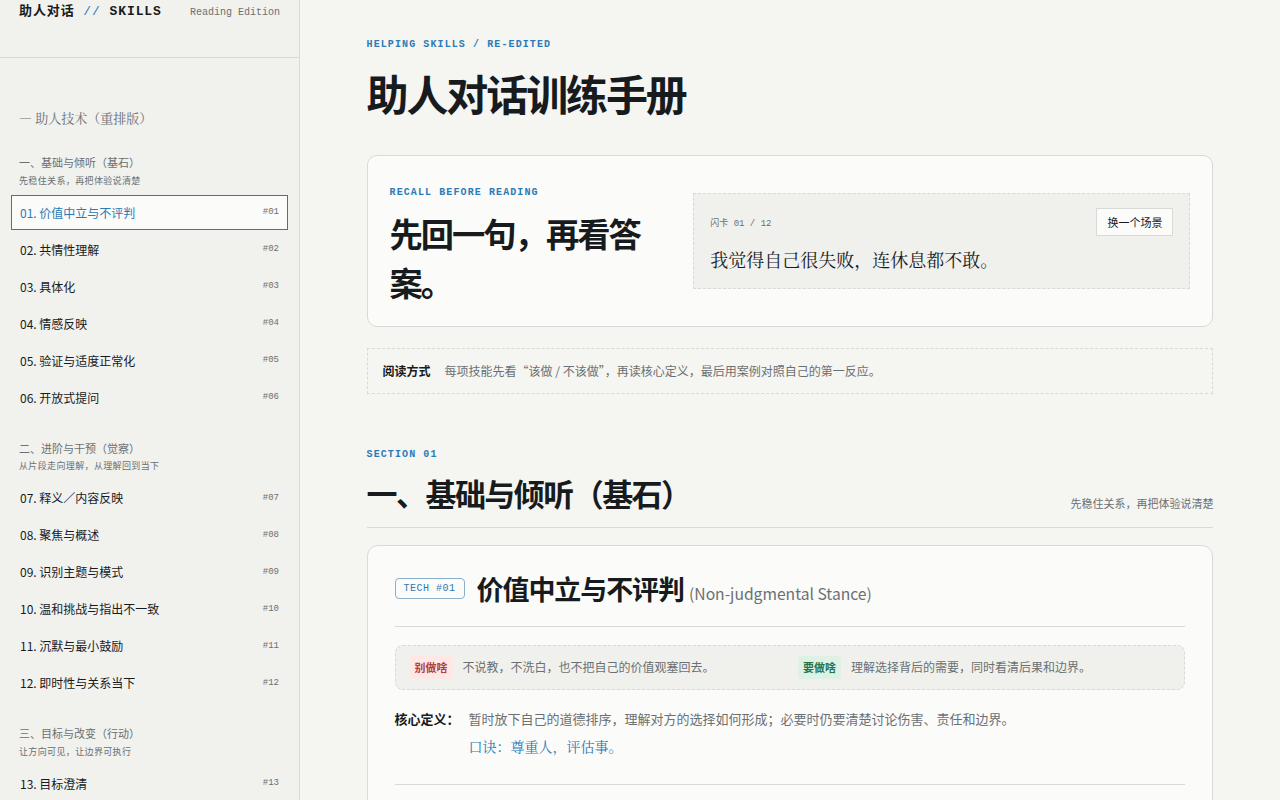 助人对话 // SKILLS
Reading Edition
— 助人技术（重排版）
一、基础与倾听（基石）
先稳住关系，再把体验说清楚
01. 价值中立与不评判 #01
02. 共情性理解 #02
03. 具体化 #03
04. 情感反映 #04
05. 验证与适度正常化 #05
06. 开放式提问 #06
二、进阶与干预（觉察）
从片段走向理解，从理解回到当下
07. 释义／内容反映 #07
08. 聚焦与概述 #08
09. 识别主题与模式 #09
10. 温和挑战与指出不一致 #10
11. 沉默与最小鼓励 #11
12. 即时性与关系当下 #12
三、目标与改变（行动）
让方向可见，让边界可执行
13. 目标澄清 #13
HELPING SKILLS / RE-EDITED
助人对话训练手册
RECALL BEFORE READING
先回一句，再看答
案。
闪卡 01 / 12
换一个场景
我觉得自己很失败，连休息都不敢。
阅读方式 每项技能先看“该做 / 不该做”，再读核心定义，最后用案例对照自己的第一反应。
SECTION 01
一、基础与倾听（基石）
先稳住关系，再把体验说清楚
TECH #01 价值中立与不评判 (Non-judgmental Stance)
别做啥 不说教，不洗白，也不把自己的价值观塞回去。
要做啥 理解选择背后的需要，同时看清后果和边界。
核心定义： 暂时放下自己的道德排序，理解对方的选择如何形成；必要时仍要清楚讨论伤害、责任和边界。
口诀：尊重人，评估事。